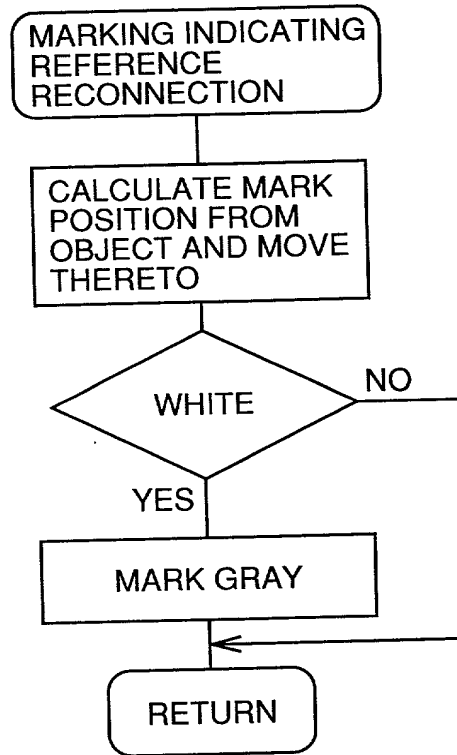 MARKING INDICATING
REFERENCE
RECONNECTION
CALCULATE MARK
POSITION FROM
OBJECT AND MOVE
THERETO
WHITE
NO
YES
MARK GRAY
RETURN